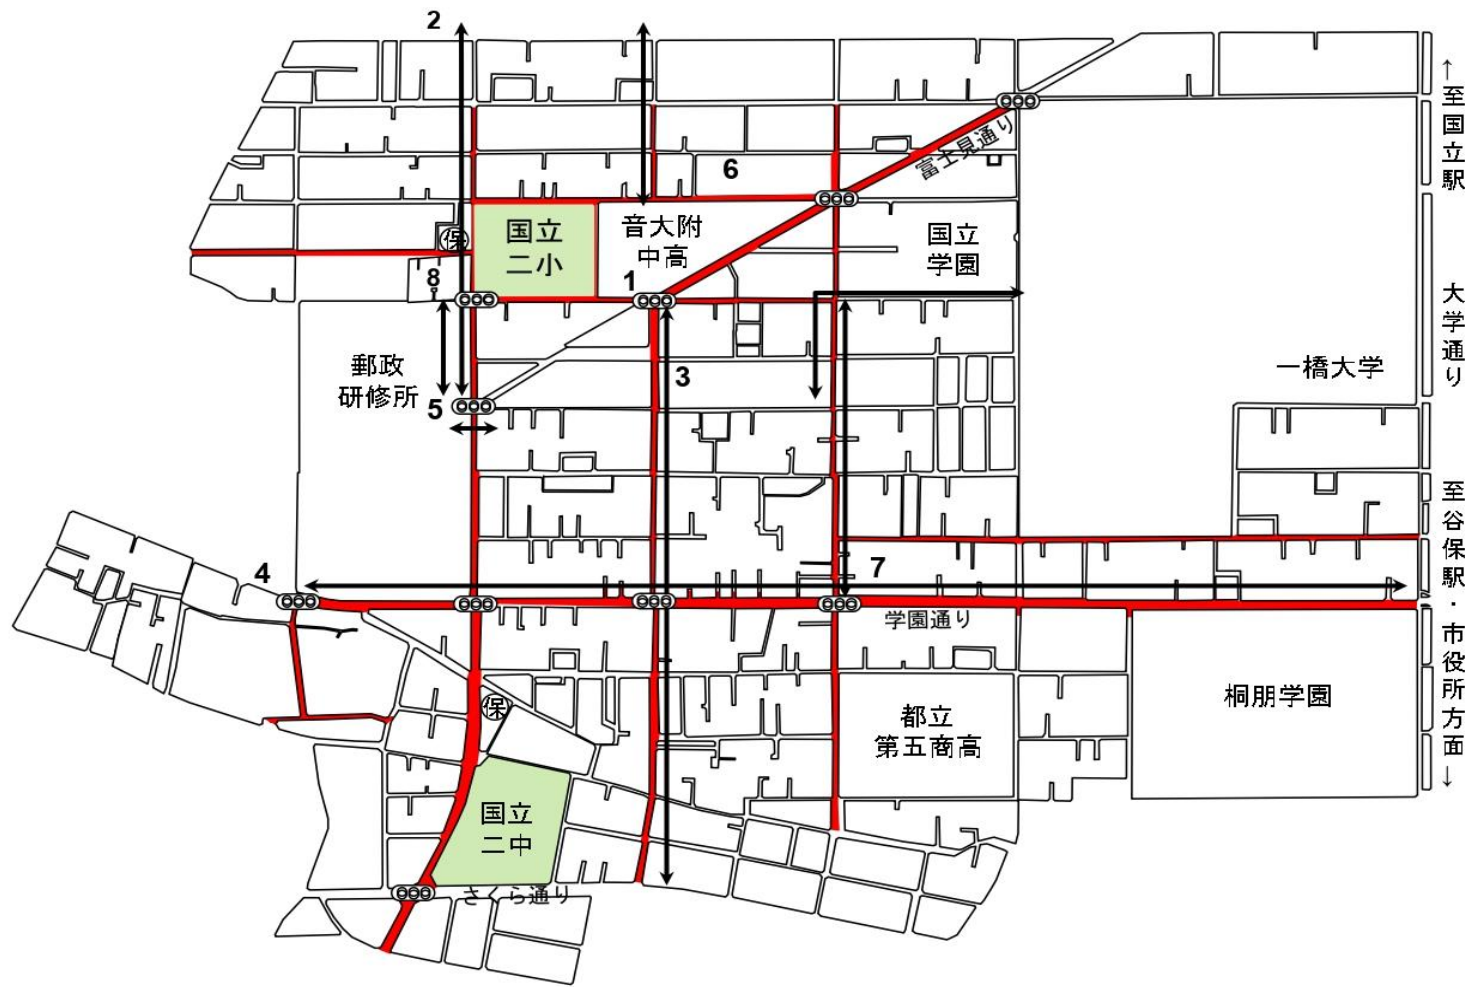 2
↑至国立駅
富士見通り
6
保
国立
二小
音大附
中高
国立
学園
8
1
大学通り
郵政
研修所
3
一橋大学
5
至谷保駅・市役所方面↓
4
7
学園通り
保
都立
第五商高
桐朋学園
国立
二中
さくら通り